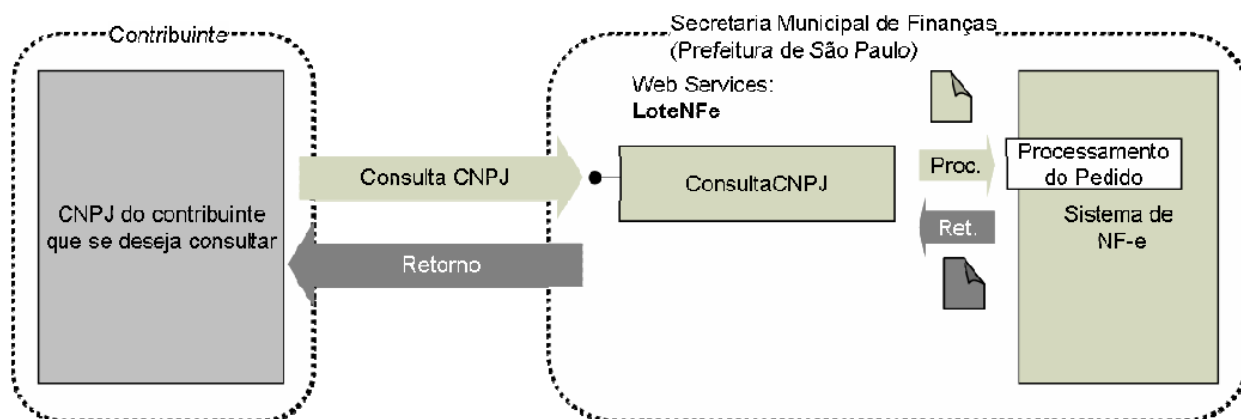 Contribuinte
CNPJ do contribuinte
que se deseja consultar
Consulta CNPJ
Retorno
Secretaria Municipal de Finanças
(Prefeitura de São Paulo)
Web Services:
LoteNFe
ConsultaCNPJ
Proc.
Ret.
Processamento
do Pedido
Sistema de
NF-e